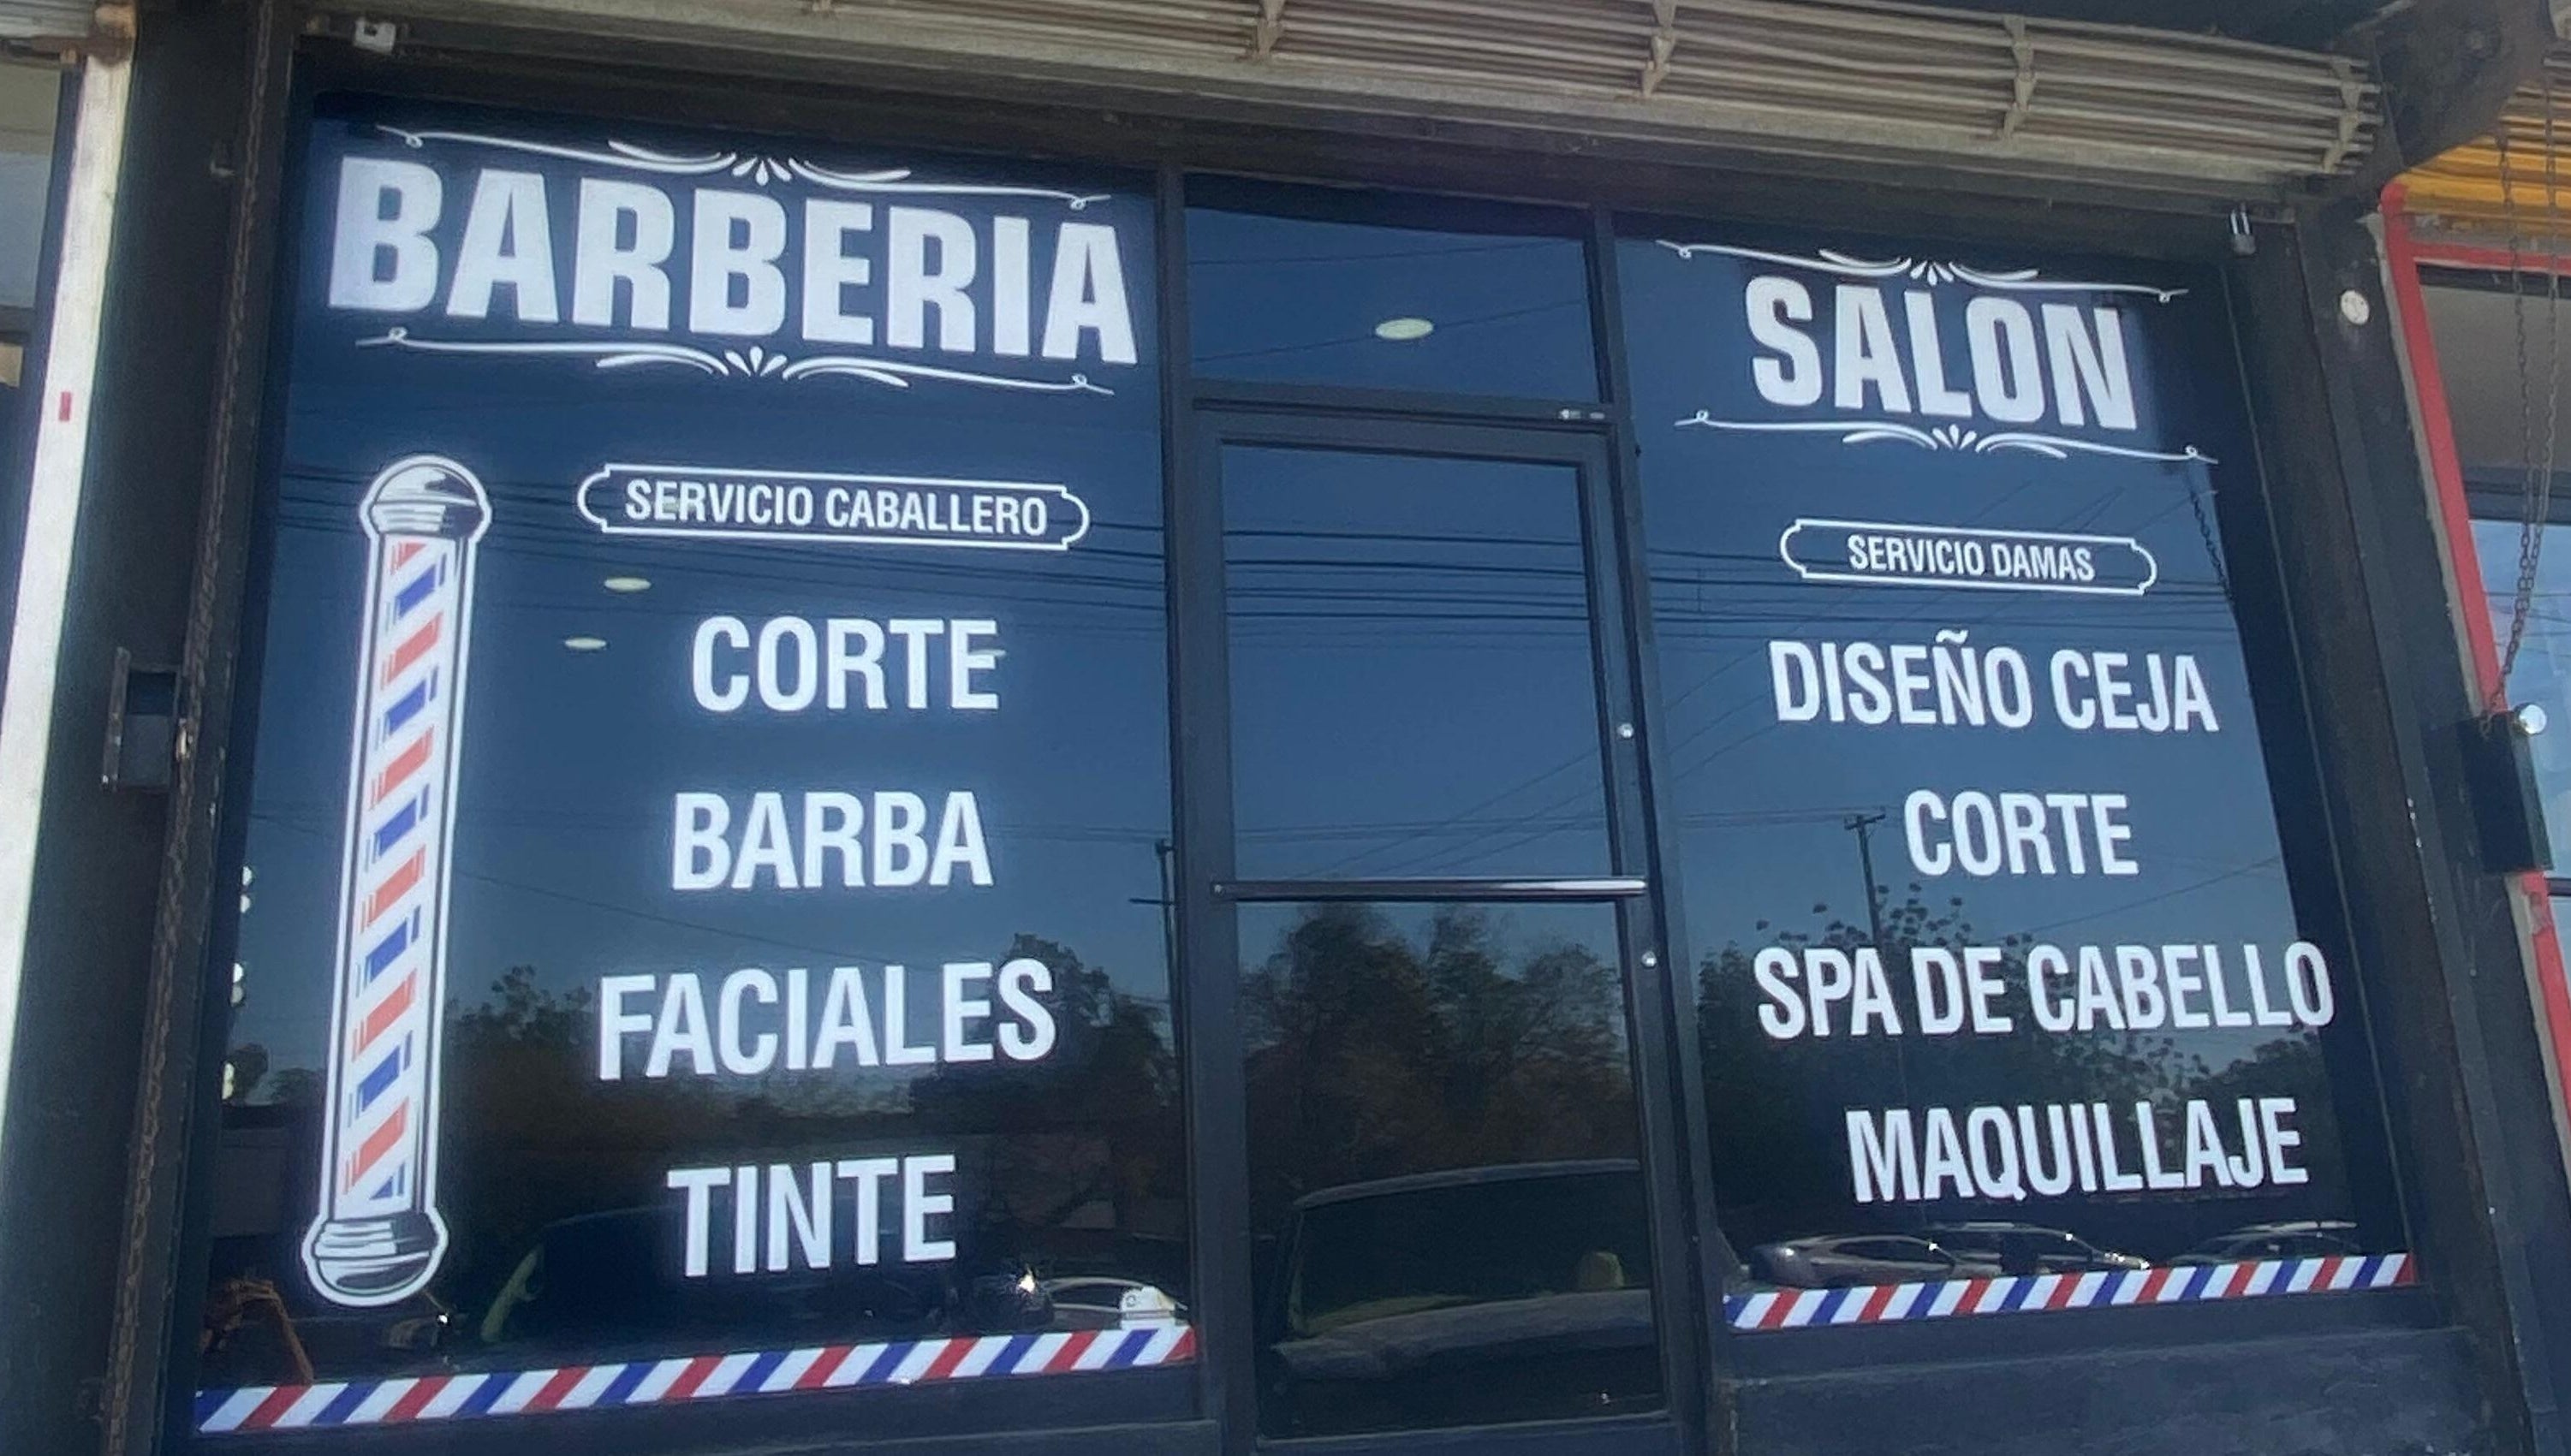 BARBERIA
SERVICIO CABALLERO
CORTE
BARBA
FACIALES
TINTE
SALON
SERVICIO DAMAS
DISEÑO CEJA
CORTE
SPA DE CABELLO
MAQUILLAJE